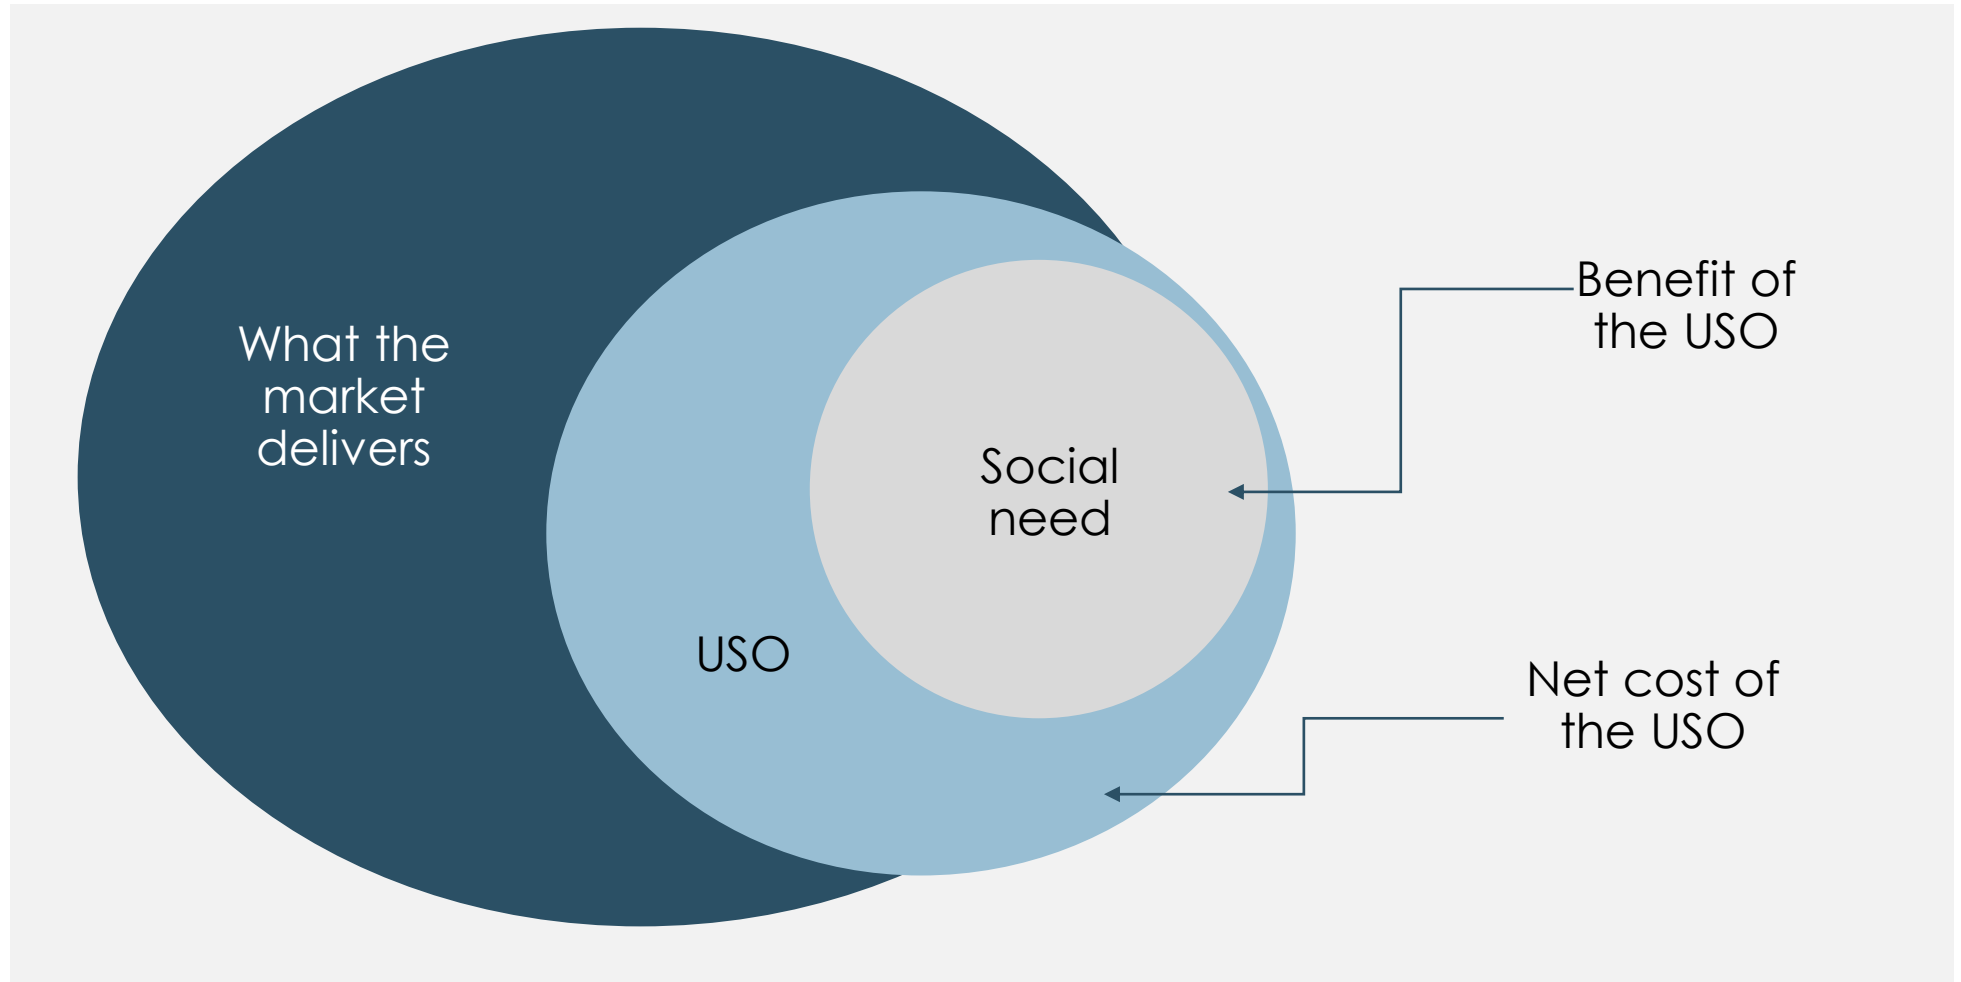 What the
market
delivers
USO
Social
need
Benefit of
the USO
Net cost of
the USO